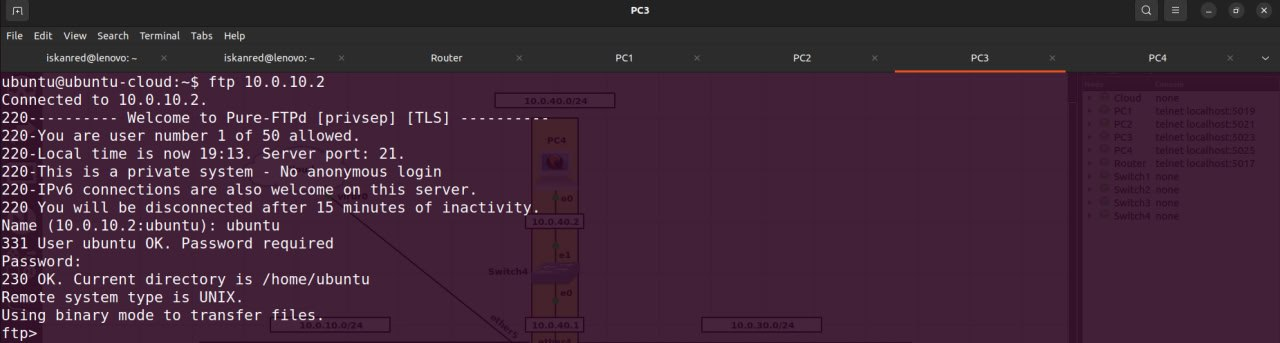 PC3
File Edit View Search Terminal Tabs Help
iskanred@lenovo: ~ iskanred@lenovo: ~ Router PC1 PC2 PC3 PC4
ubuntu@ubuntu-cloud:~$ ftp 10.0.10.2
Connected to 10.0.10.2.
220---------- Welcome to Pure-FTPd [privsep] [TLS] ----------
220-You are user number 1 of 50 allowed.
220-Local time is now 19:13. Server port: 21.
220-This is a private system - No anonymous login
220-IPv6 connections are also welcome on this server.
220 You will be disconnected after 15 minutes of inactivity.
Name (10.0.10.2:ubuntu): ubuntu
331 User ubuntu OK. Password required
Password:
230 OK. Current directory is /home/ubuntu
Remote system type is UNIX.
Using binary mode to transfer files.
ftp>
10.0.40.0/24
PC4
e0
10.0.40.2
e1
Switch4
e0
10.0.10.0/24
10.0.40.1
10.0.30.0/24
Node Console
Cloud none
PC1 telnet localhost:5019
PC2 telnet localhost:5021
PC3 telnet localhost:5023
PC4 telnet localhost:5025
Router telnet localhost:5017
Switch1 none
Switch2 none
Switch3 none
Switch4 none